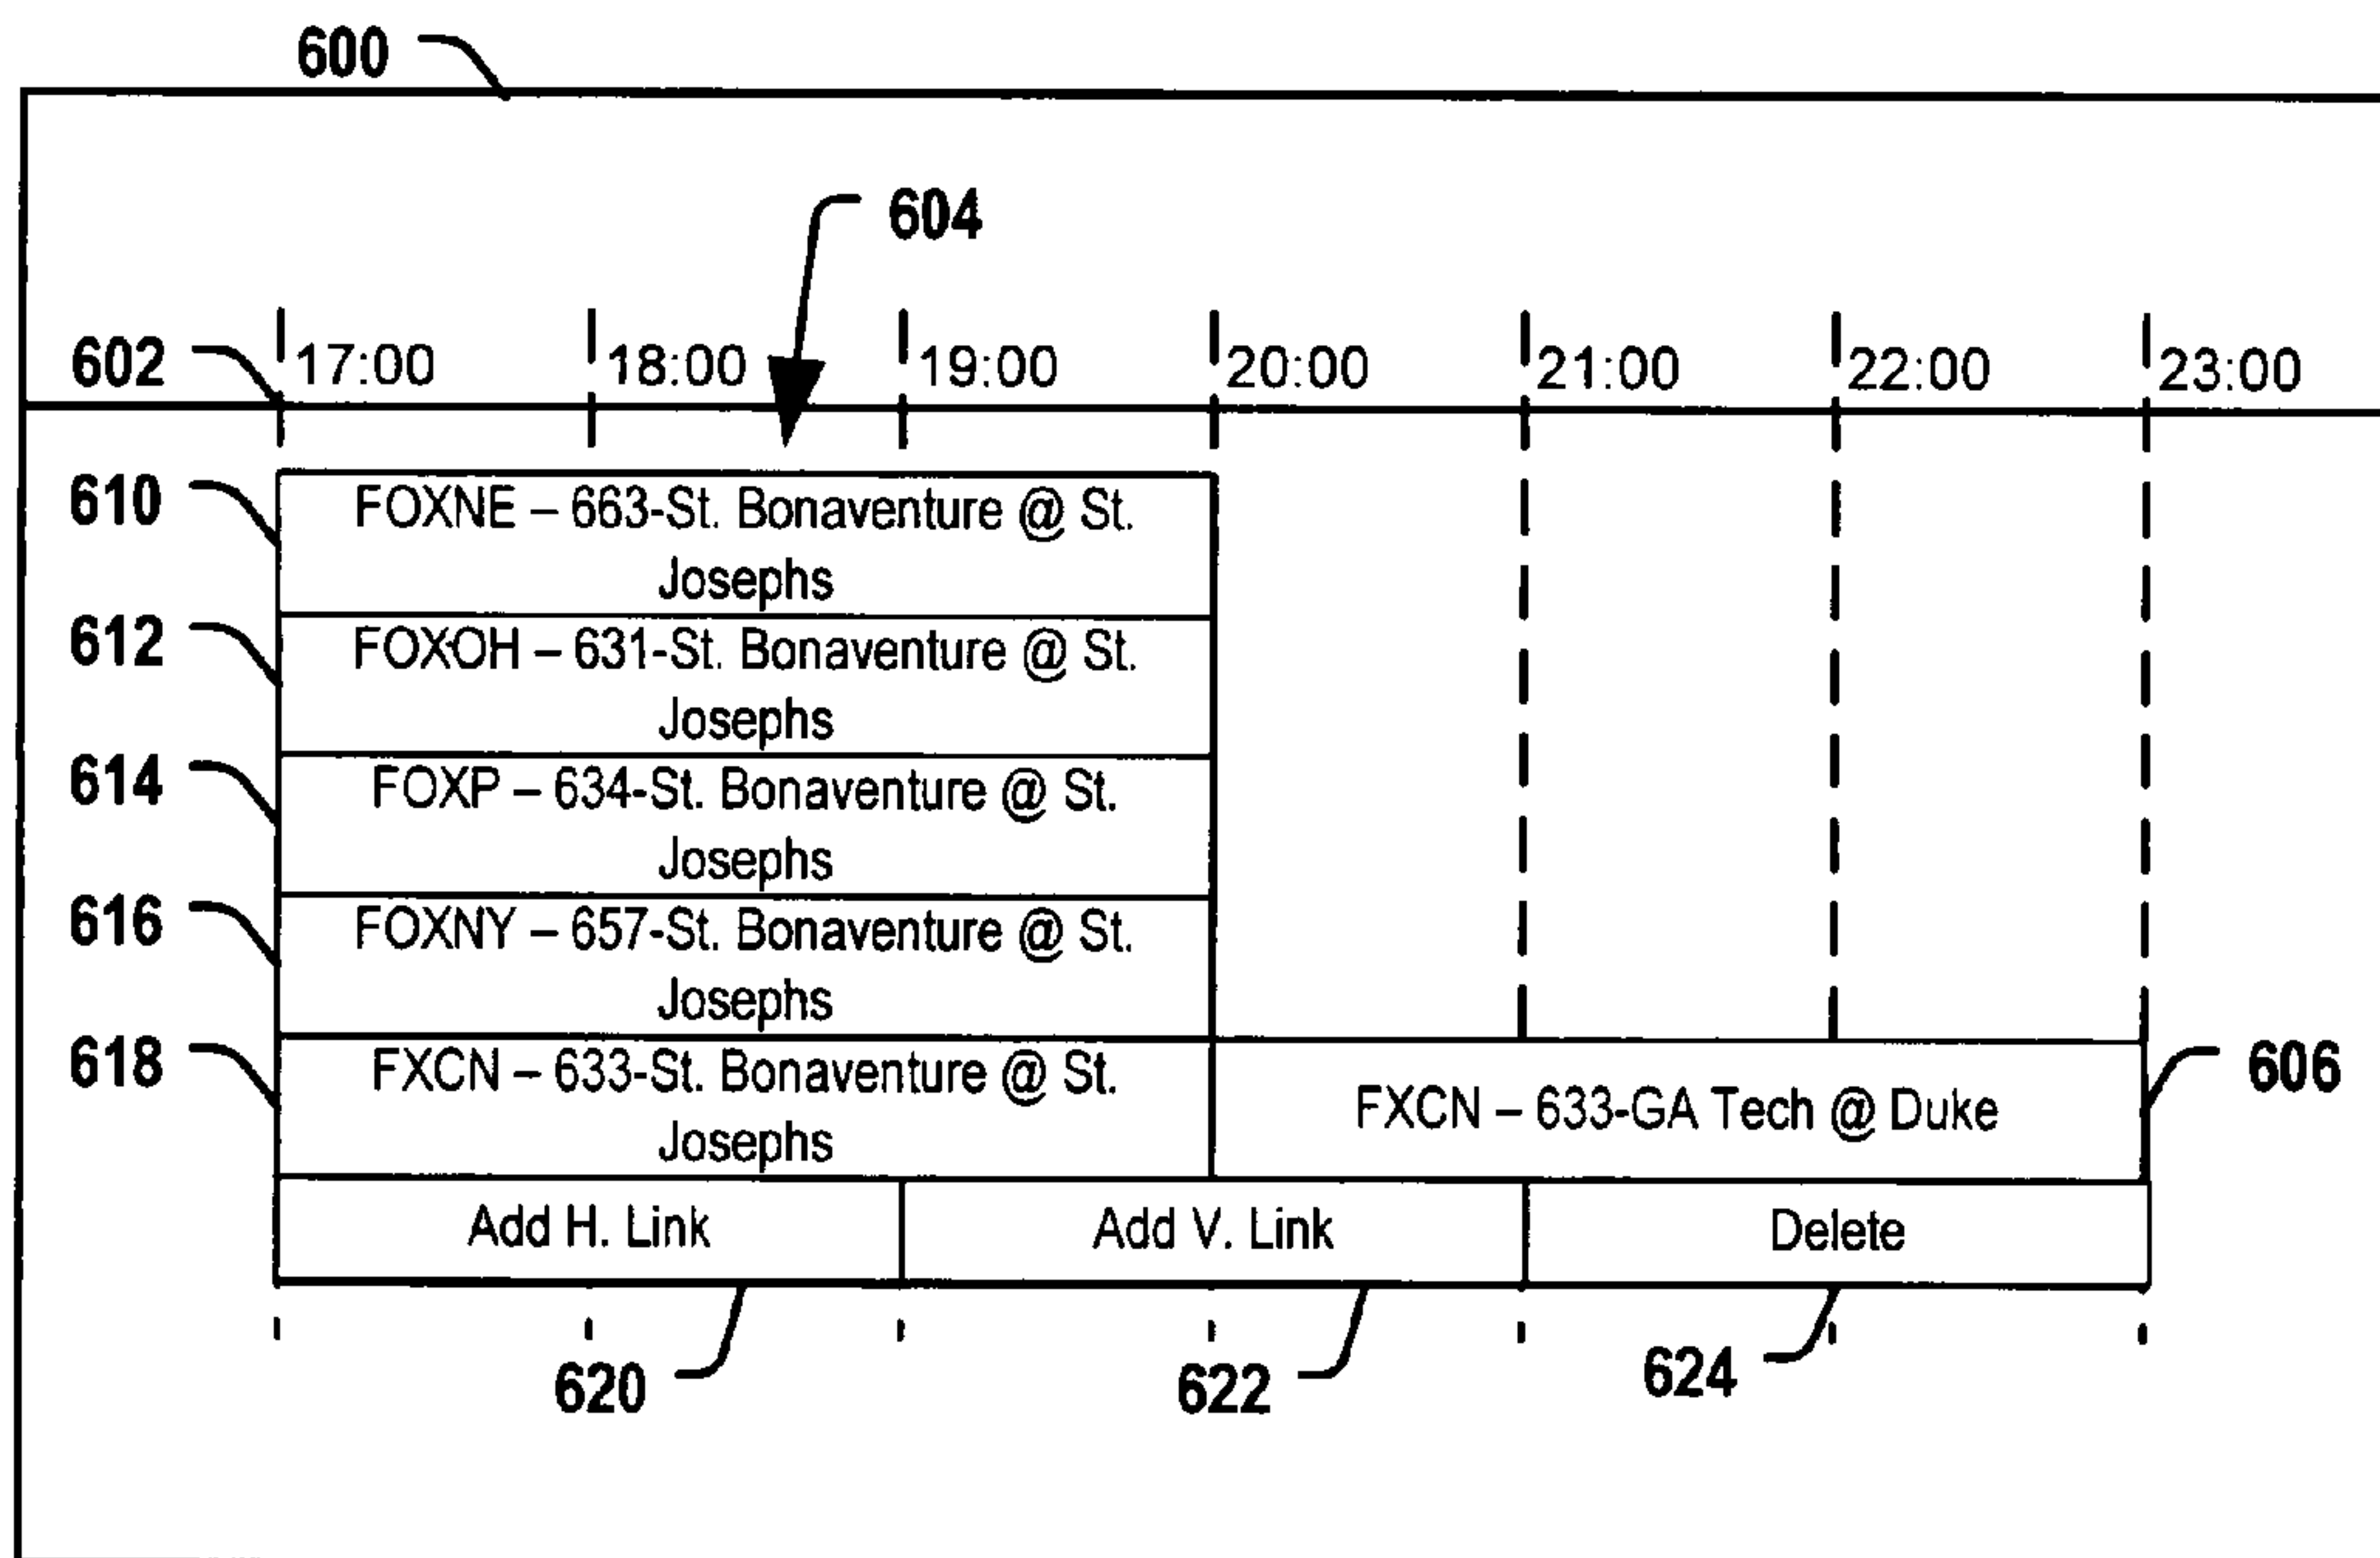 600
604
602 17:00 18:00 19:00 20:00 21:00 22:00 23:00
610 FOXNE – 663-St. Bonaventure @ St.
Josephs
612 FOXOH – 631-St. Bonaventure @ St.
Josephs
614 FOXP – 634-St. Bonaventure @ St.
Josephs
616 FOXNY – 657-St. Bonaventure @ St.
Josephs
618 FXCN – 633-St. Bonaventure @ St.
Josephs
FXCN – 633-GA Tech @ Duke 606
Add H. Link Add V. Link Delete
620 622 624